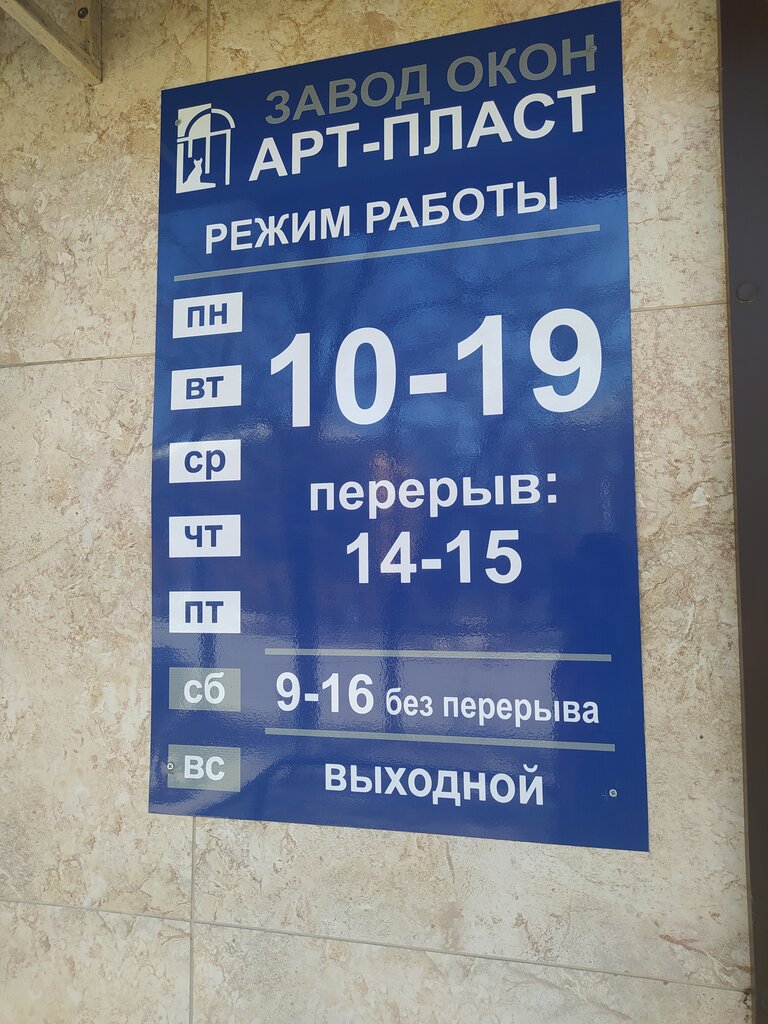 ЗАВОД ОКОН
АРТ-ПЛАСТ
РЕЖИМ РАБОТЫ
пн
вт
ср
чт
пт
10-19
перерыв:
14-15
сб 9-16 без перерыва
вс выходной